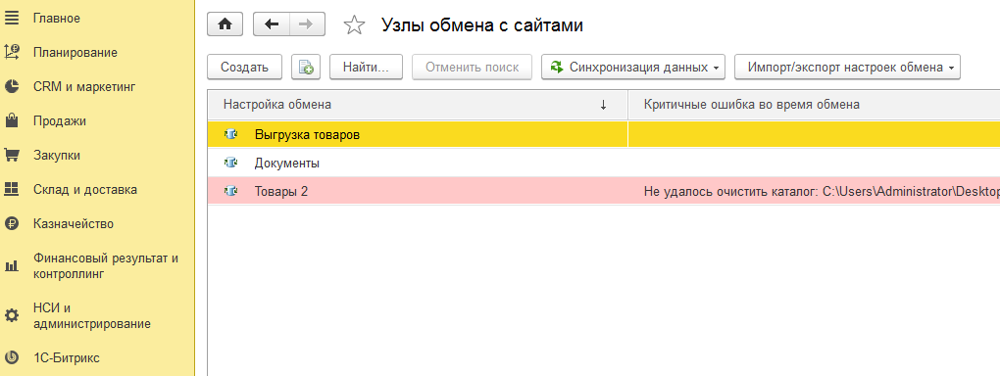 Главное
Планирование
CRM и маркетинг
Продажи
Закупки
Склад и доставка
Казначейство
Финансовый результат и
контроллинг
НСИ и
администрирование
1С-Битрикс
Узлы обмена с сайтами
Создать
Найти...
Отменить поиск
Синхронизация данных
Импорт/экспорт настроек обмена
Настройка обмена ↓ Критичные ошибка во время обмена
Выгрузка товаров
Документы
Товары 2 Не удалось очистить каталог: C:\Users\Administrator\Desktop